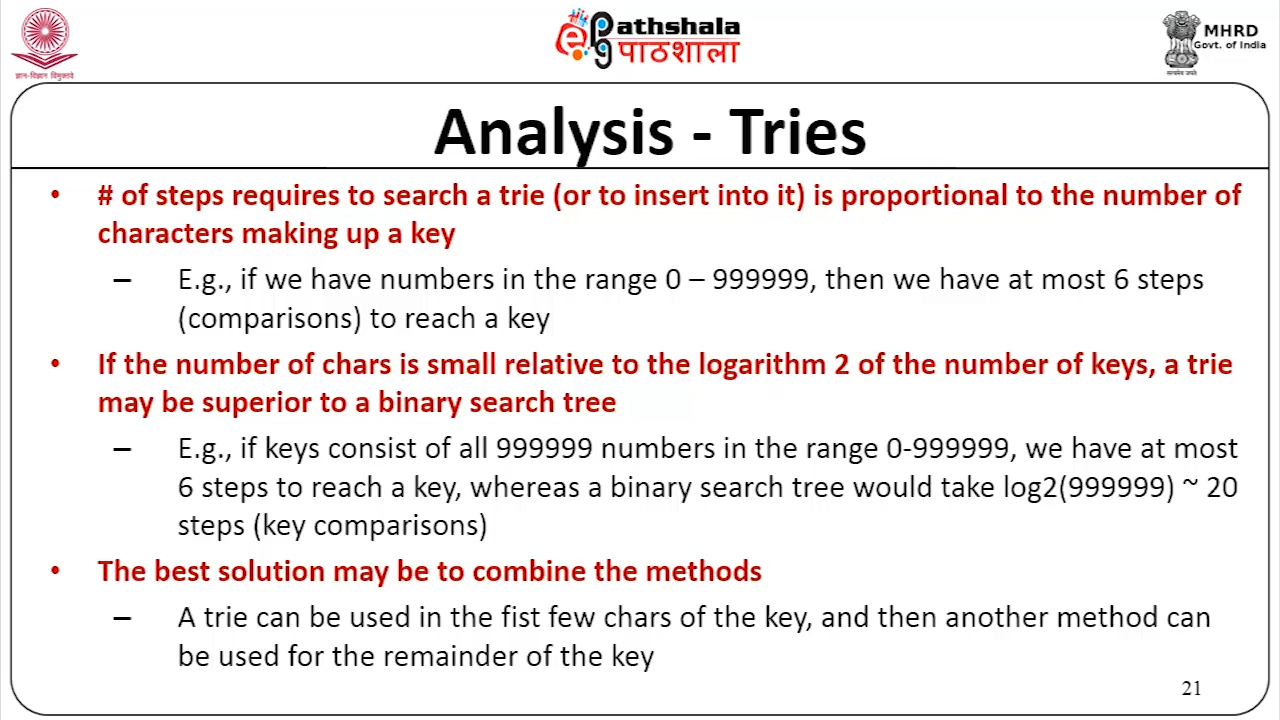 ज्ञान-विज्ञान विमुक्तये
ePathshala
पाठशाला
सत्यमेव जयते
MHRD
Govt. of India
Analysis - Tries
• # of steps requires to search a trie (or to insert into it) is proportional to the number of
characters making up a key
– E.g., if we have numbers in the range 0 – 999999, then we have at most 6 steps
(comparisons) to reach a key
• If the number of chars is small relative to the logarithm 2 of the number of keys, a trie
may be superior to a binary search tree
– E.g., if keys consist of all 999999 numbers in the range 0-999999, we have at most
6 steps to reach a key, whereas a binary search tree would take log2(999999) ~ 20
steps (key comparisons)
• The best solution may be to combine the methods
– A trie can be used in the fist few chars of the key, and then another method can
be used for the remainder of the key
21